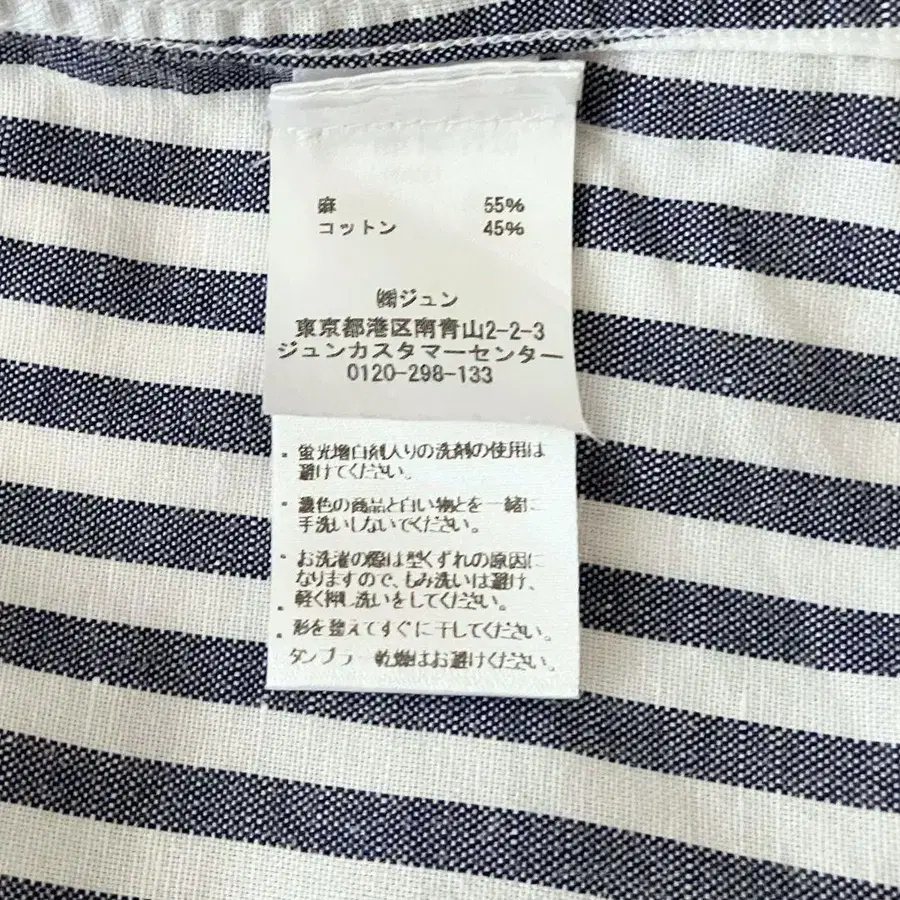 麻 55%
コットン 45%
㈱ジュン
東京都港区南青山2-2-3
ジュンカスタマーセンター
0120-298-133
・蛍光増白剤入りの洗剤の使用は
避けてください。
・濃色の商品と白い物とを一緒に
手洗いしないでください。
・お洗濯の際は型くずれの原因に
なりますので、もみ洗いは避け、
軽く押し洗いをしてください。
・形を整えてすぐに干してください。
タンブラー乾燥はお避けください。